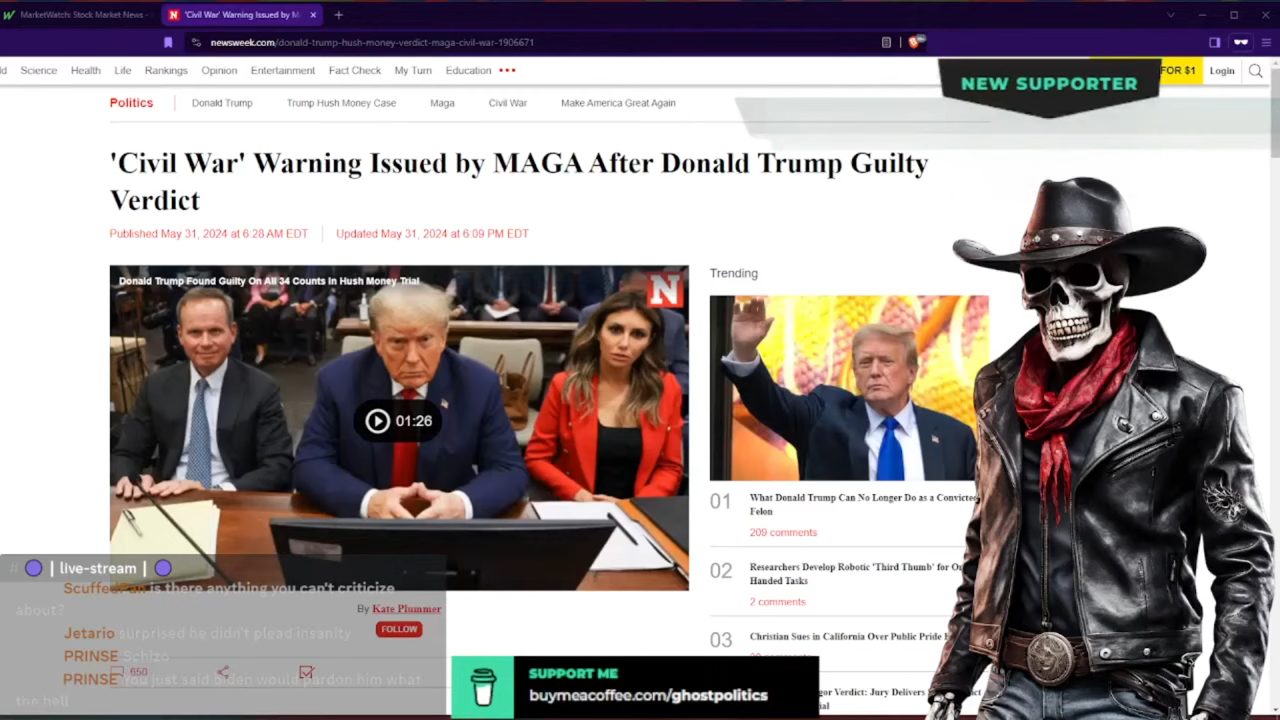 MarketWatch: Stock Market News -
'Civil War' Warning Issued by M
newsweek.com/donald-trump-hush-money-verdict-maga-civil-war-1906671
Science Health Life Rankings Opinion Entertainment Fact Check My Turn Education
FOR $1 Login
NEW SUPPORTER
Politics Donald Trump Trump Hush Money Case Maga Civil War Make America Great Again
'Civil War' Warning Issued by MAGA After Donald Trump Guilty
Verdict
Published May 31, 2024 at 6:28 AM EDT Updated May 31, 2024 at 6:09 PM EDT
Donald Trump Found Guilty On All 34 Counts In Hush Money Trial
N
01:26
Trending
01 What Donald Trump Can No Longer Do as a Convicted
Felon
209 comments
02 Researchers Develop Robotic 'Third Thumb' for
Handed Tasks
2 comments
03 Christian Sues in California Over Public Pride
# | live-stream |
ScuffedPan is there anything you can't criticize
about?
By Kate Plummer
FOLLOW
Jetario surprised he didn't plead insanity
PRINSE Schizo
650
PRINSE You just said biden would pardon him what
the hell
SUPPORT ME
buymeacoffee.com/ghostpolitics
Verdict: Jury Delivers